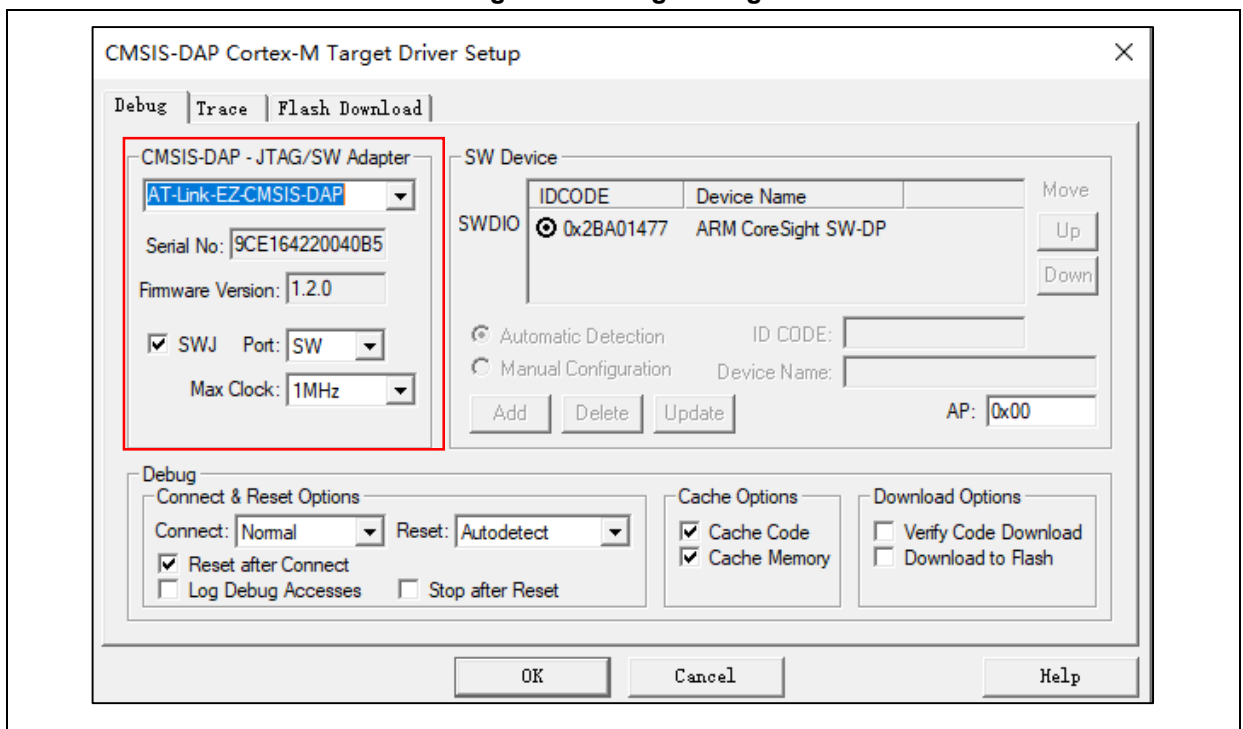 CMSIS-DAP Cortex-M Target Driver Setup
Debug Trace Flash Download
CMSIS-DAP - JTAG/SW Adapter
AT-Link-EZ-CMSIS-DAP
Serial No: 9CE164220040B5
Firmware Version: 1.2.0
SWJ Port: SW
Max Clock: 1MHz
SW Device
IDCODE Device Name
SWDIO 0x2BA01477 ARM CoreSight SW-DP
Move
Up
Down
Automatic Detection ID CODE:
Manual Configuration Device Name:
Add Delete Update AP: 0x00
Debug
Connect & Reset Options
Connect: Normal Reset: Autodetect
Reset after Connect
Log Debug Accesses Stop after Reset
Cache Options
Cache Code
Cache Memory
Download Options
Verify Code Download
Download to Flash
OK Cancel Help